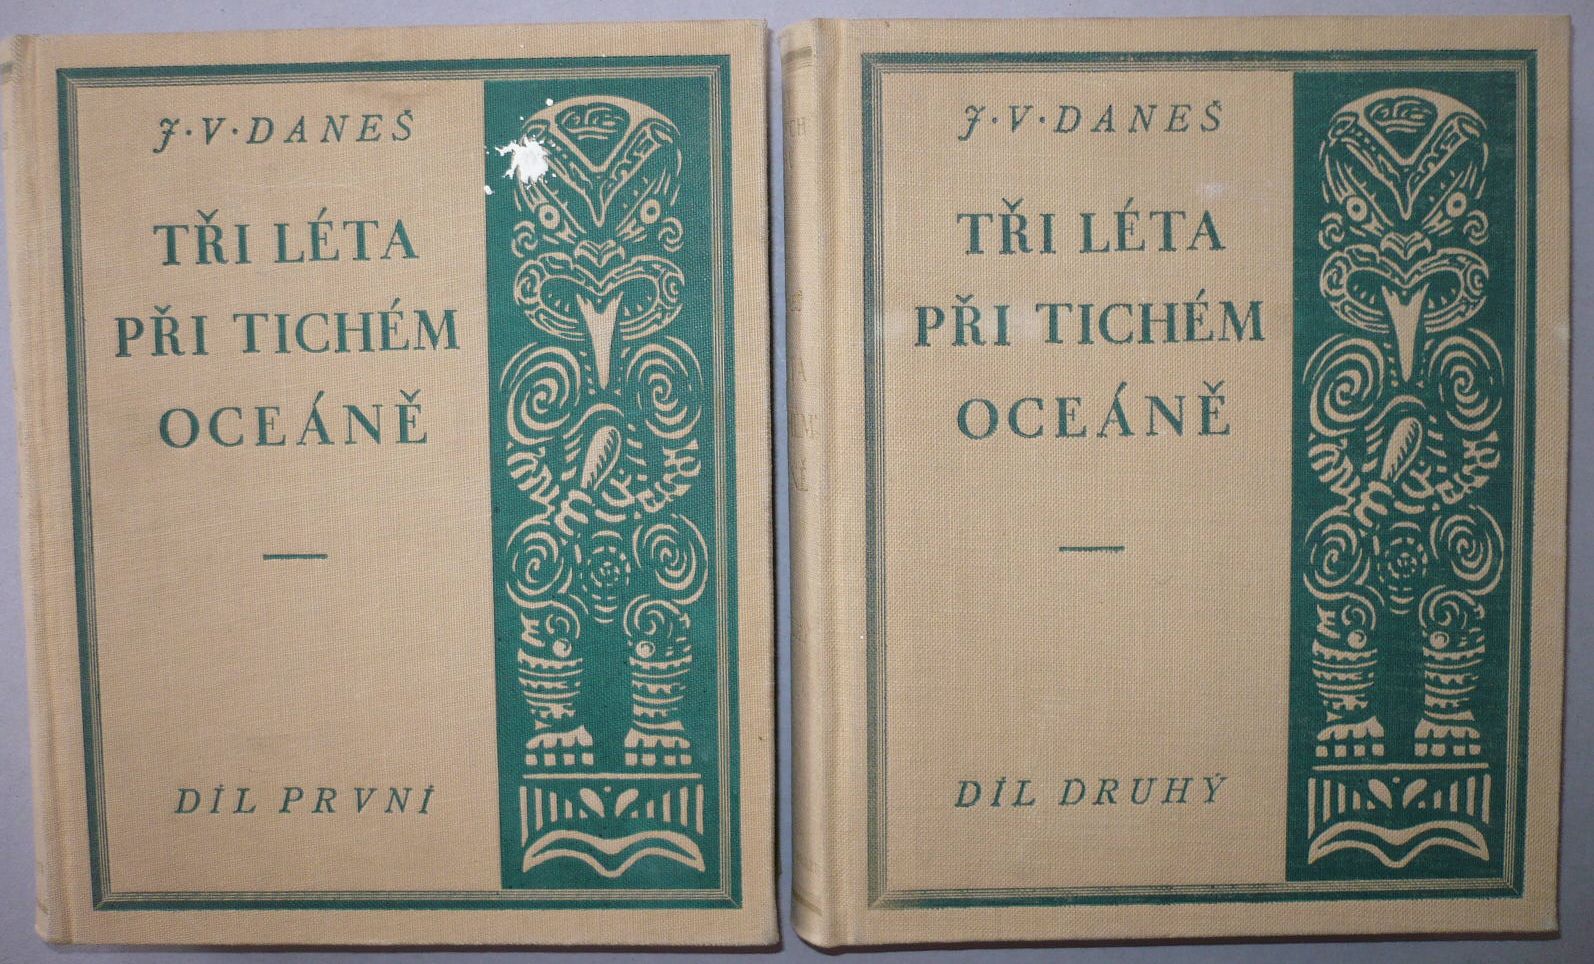 J·V·DANEŠ
TŘI LÉTA
PŘI TICHÉM
OCEÁNĚ
DÍL PRVNÍ
J·V·DANEŠ
TŘI LÉTA
PŘI TICHÉM
OCEÁNĚ
DÍL DRUHÝ